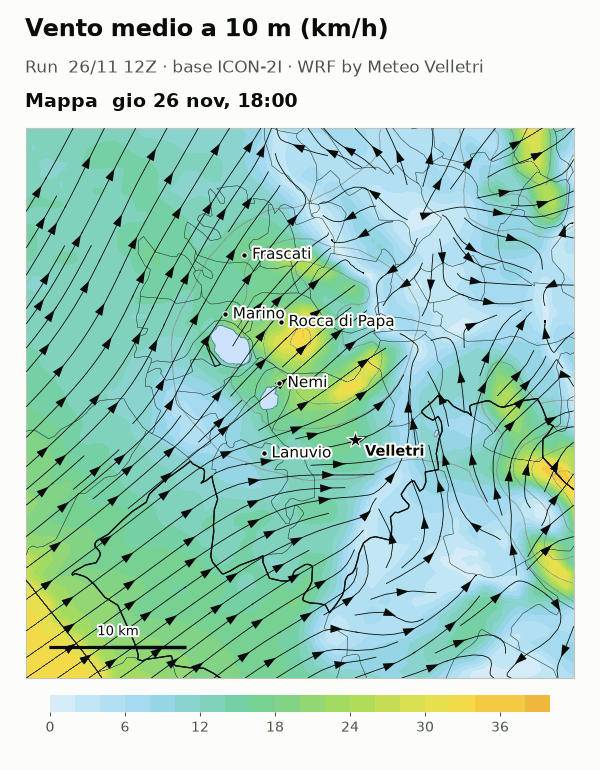 Vento medio a 10 m (km/h)
Run  26/11 12Z · base ICON-2I · WRF by Meteo Velletri
Mappa  gio 26 nov, 18:00
Frascati
Marino
Rocca di Papa
Nemi
Velletri
Lanuvio
10 km
0 6 12 18 24 30 36